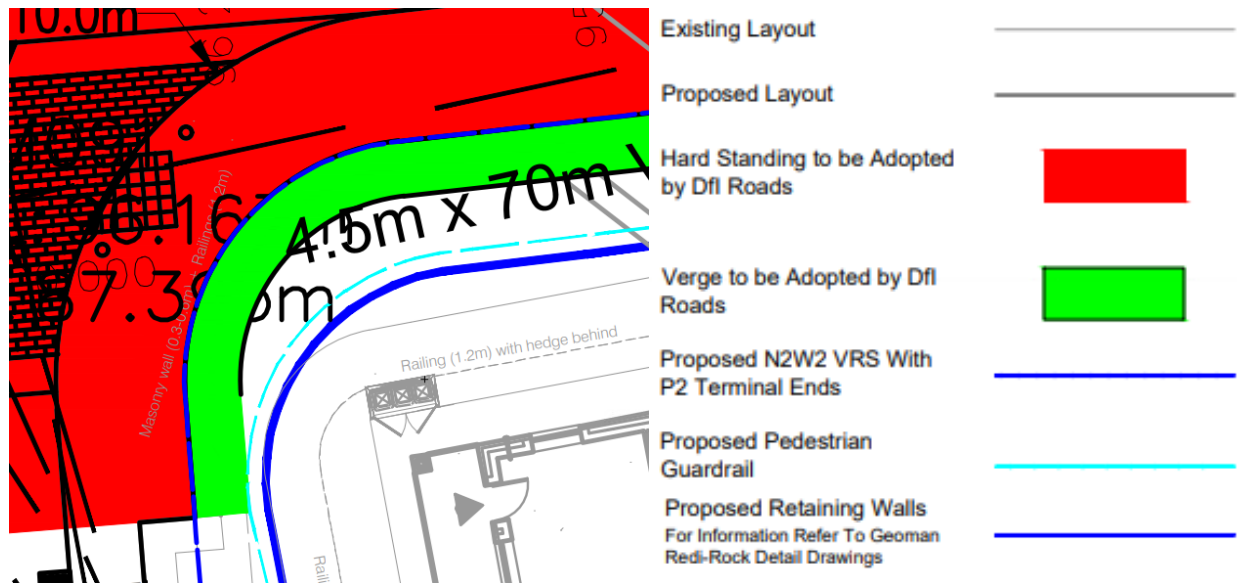 10.0m
4.5m x 70m
Masonry wall (0.3-0.6m) + Railings (1.2m)
Railing (1.2m) with hedge behind
Existing Layout
Proposed Layout
Hard Standing to be Adopted
by DfI Roads
Verge to be Adopted by DfI
Roads
Proposed N2W2 VRS With
P2 Terminal Ends
Proposed Pedestrian
Guardrail
Proposed Retaining Walls
For Information Refer To Geoman
Redi-Rock Detail Drawings